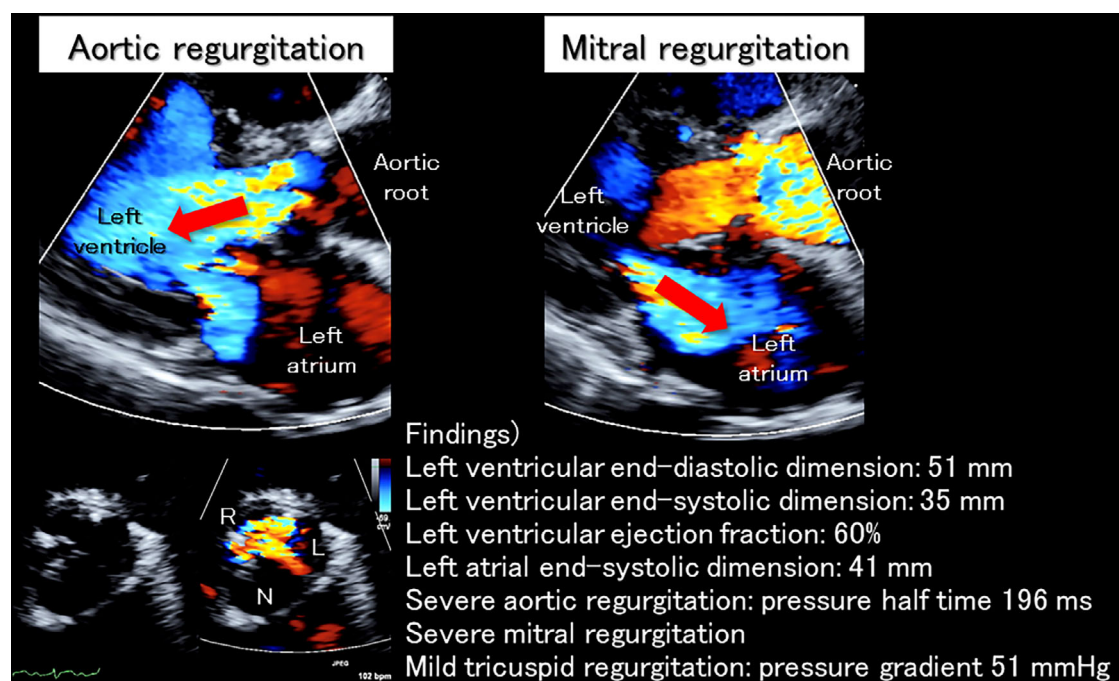 Aortic regurgitation
Mitral regurgitation
Aortic
root
Left
ventricle
Left
atrium
Aortic
root
Left
ventricle
Left
atrium
R
L
N
JPEG
102 bpm
Findings)
Left ventricular end-diastolic dimension: 51 mm
Left ventricular end-systolic dimension: 35 mm
Left ventricular ejection fraction: 60%
Left atrial end-systolic dimension: 41 mm
Severe aortic regurgitation: pressure half time 196 ms
Severe mitral regurgitation
Mild tricuspid regurgitation: pressure gradient 51 mmHg